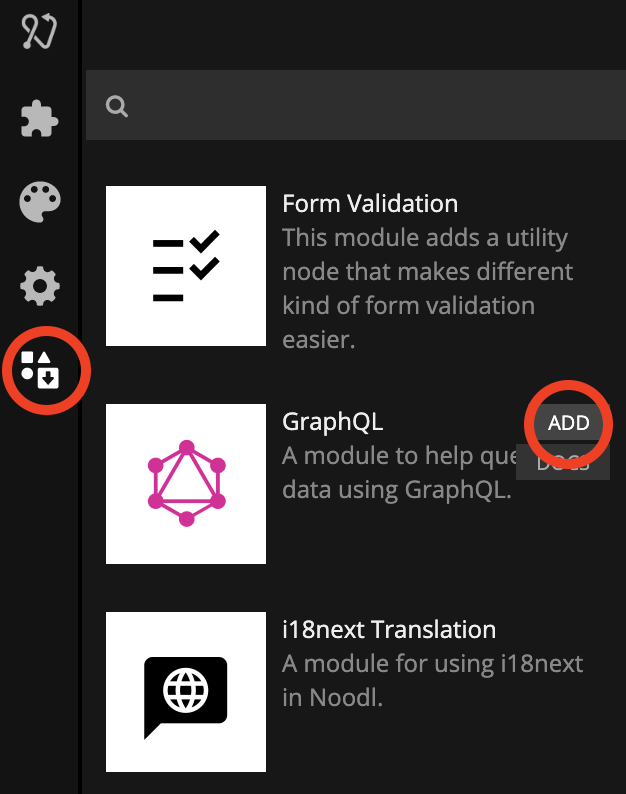 Form Validation
This module adds a utility
node that makes different
kind of form validation
easier.
GraphQL
ADD
A module to help que
DOCS
data using GraphQL.
i18next Translation
A module for using i18next
in Noodl.